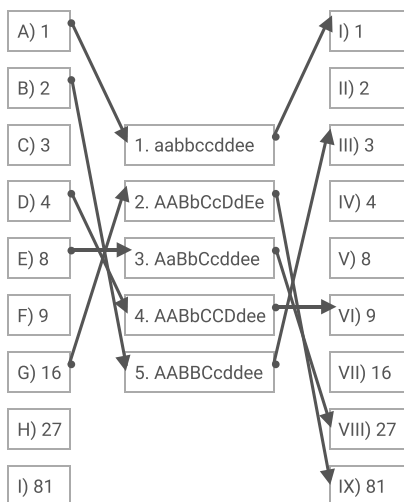 A) 1
B) 2
C) 3
D) 4
E) 8
F) 9
G) 16
H) 27
I) 81
1. aabbccddee
2. AABbCcDdEe
3. AaBbCcddee
4. AABbCCDdee
5. AABBCcddee
I) 1
II) 2
III) 3
IV) 4
V) 8
VI) 9
VII) 16
VIII) 27
IX) 81